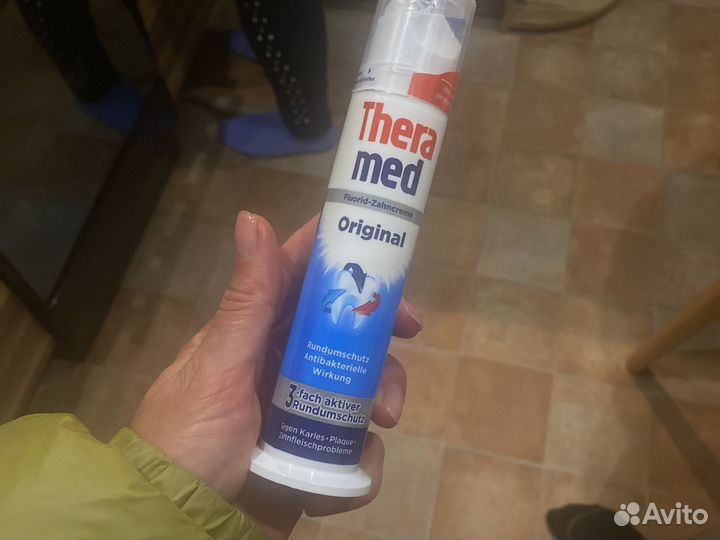 Thera
med
Fluorid-Zahncreme
Original
Rundumschutz
Antibakterielle
Wirkung
3-fach aktiver
Rundumschutz
Gegen Karies • Plaque •
Zahnfleischprobleme
Avito